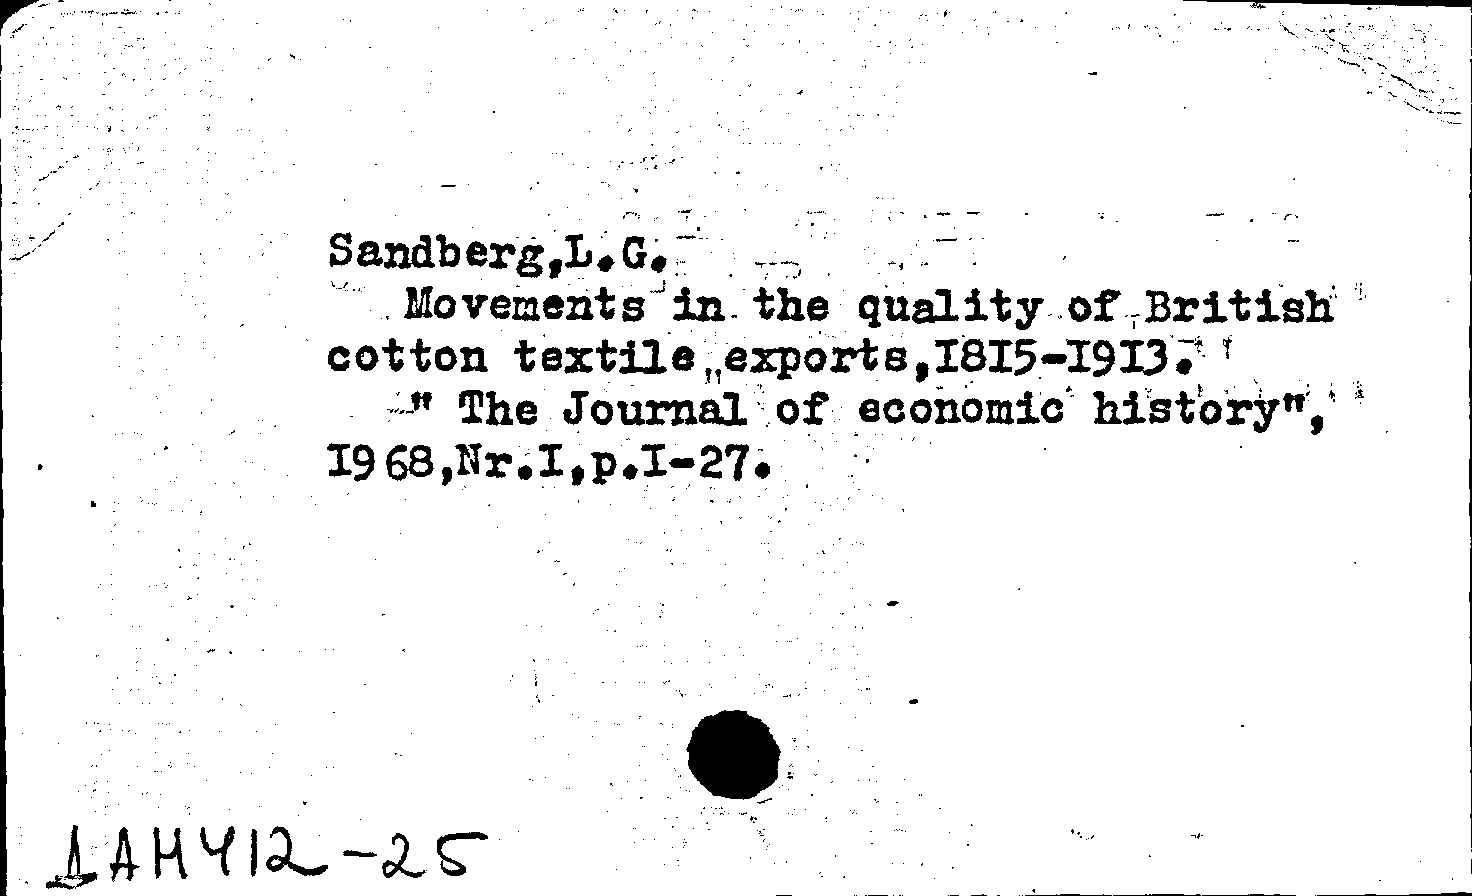 Sandberg,L.G.
Movements in the quality of British
cotton textile exports,I8I5-I9I3.
" The Journal of economic history",
I968,Nr.I,p.I-27.
ДАНЧ12-25